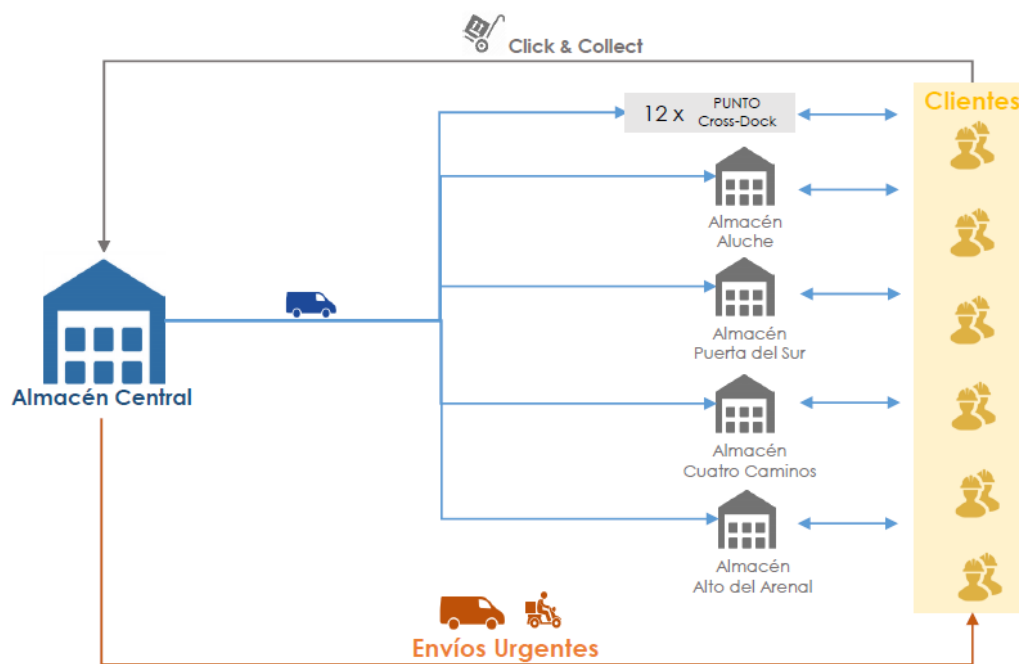 Click & Collect
Clientes
12 x PUNTO
Cross-Dock
Almacén
Aluche
Almacén
Puerta del Sur
Almacén Central
Almacén
Cuatro Caminos
Almacén
Alto del Arenal
Envíos Urgentes